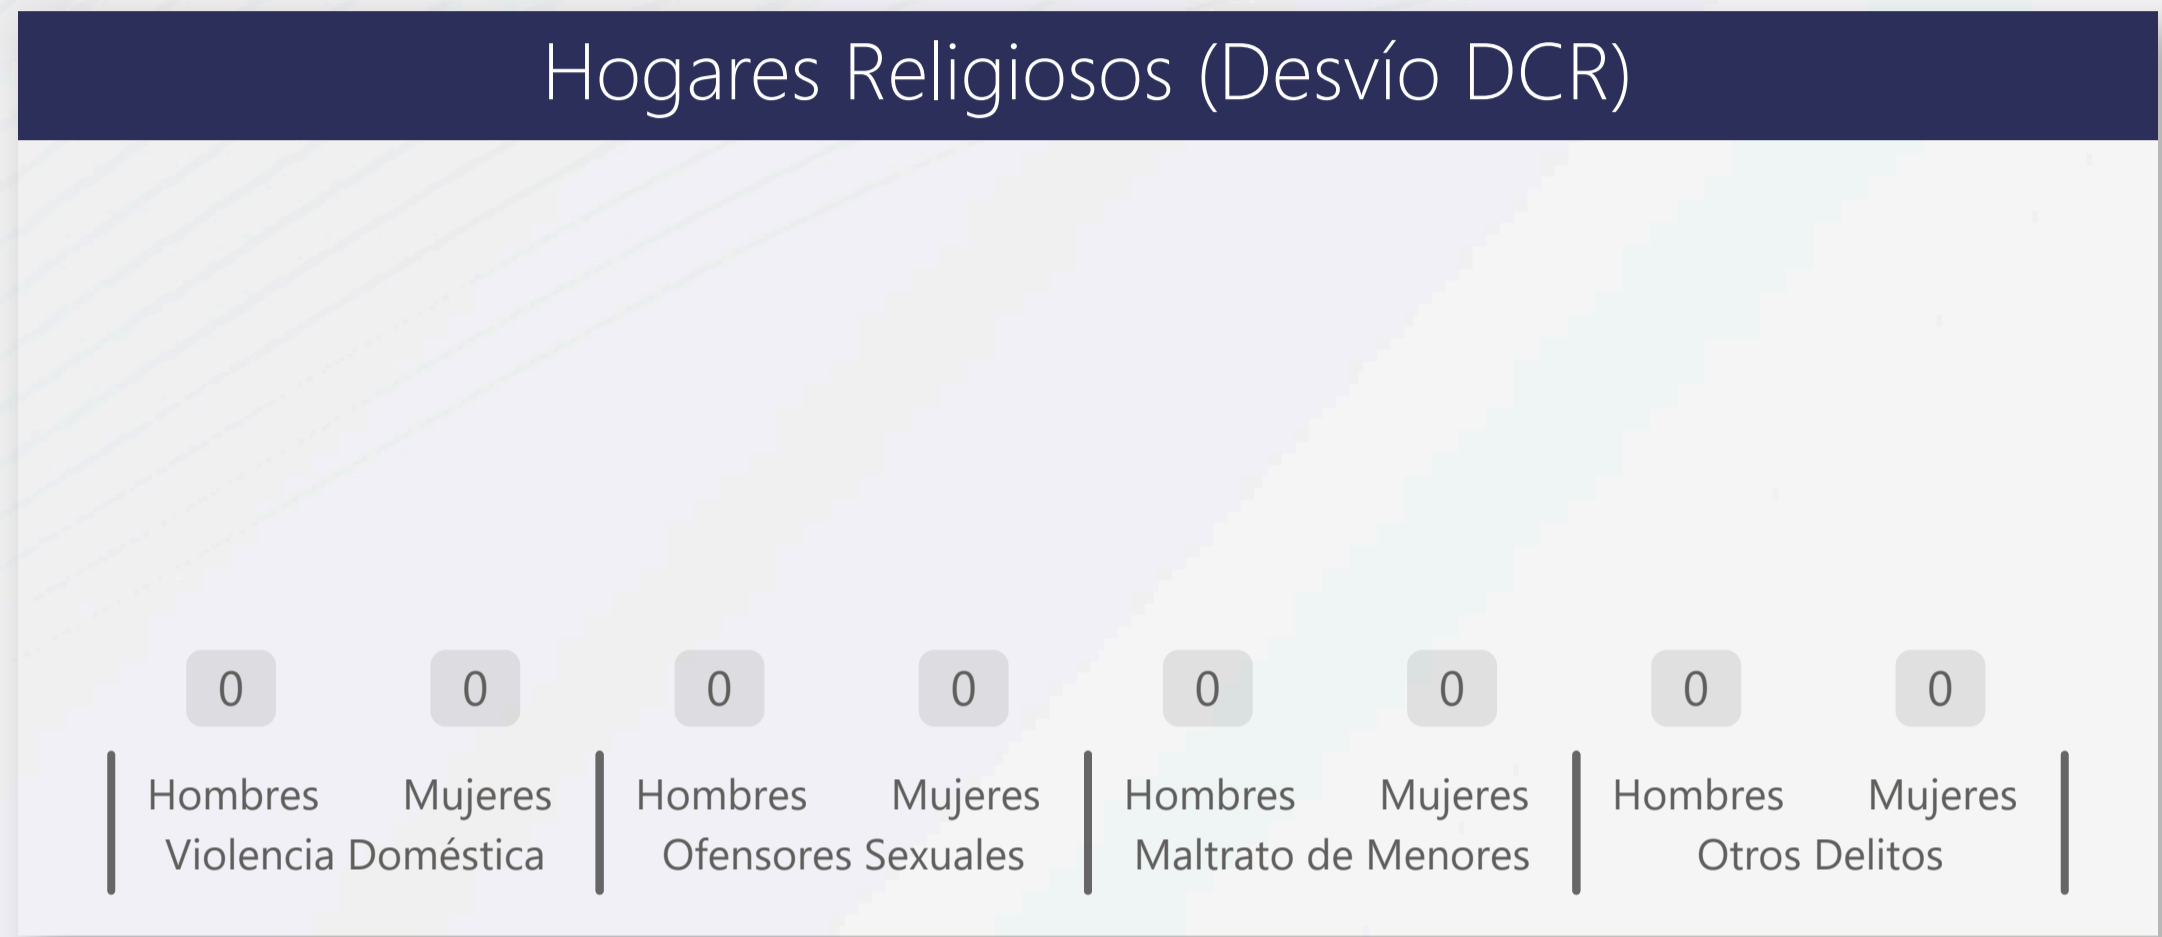 Hogares Religiosos (Desvío DCR)
0 0 0 0 0 0 0 0
Hombres Mujeres Hombres Mujeres Hombres Mujeres Hombres Mujeres
Violencia Doméstica Ofensores Sexuales Maltrato de Menores Otros Delitos